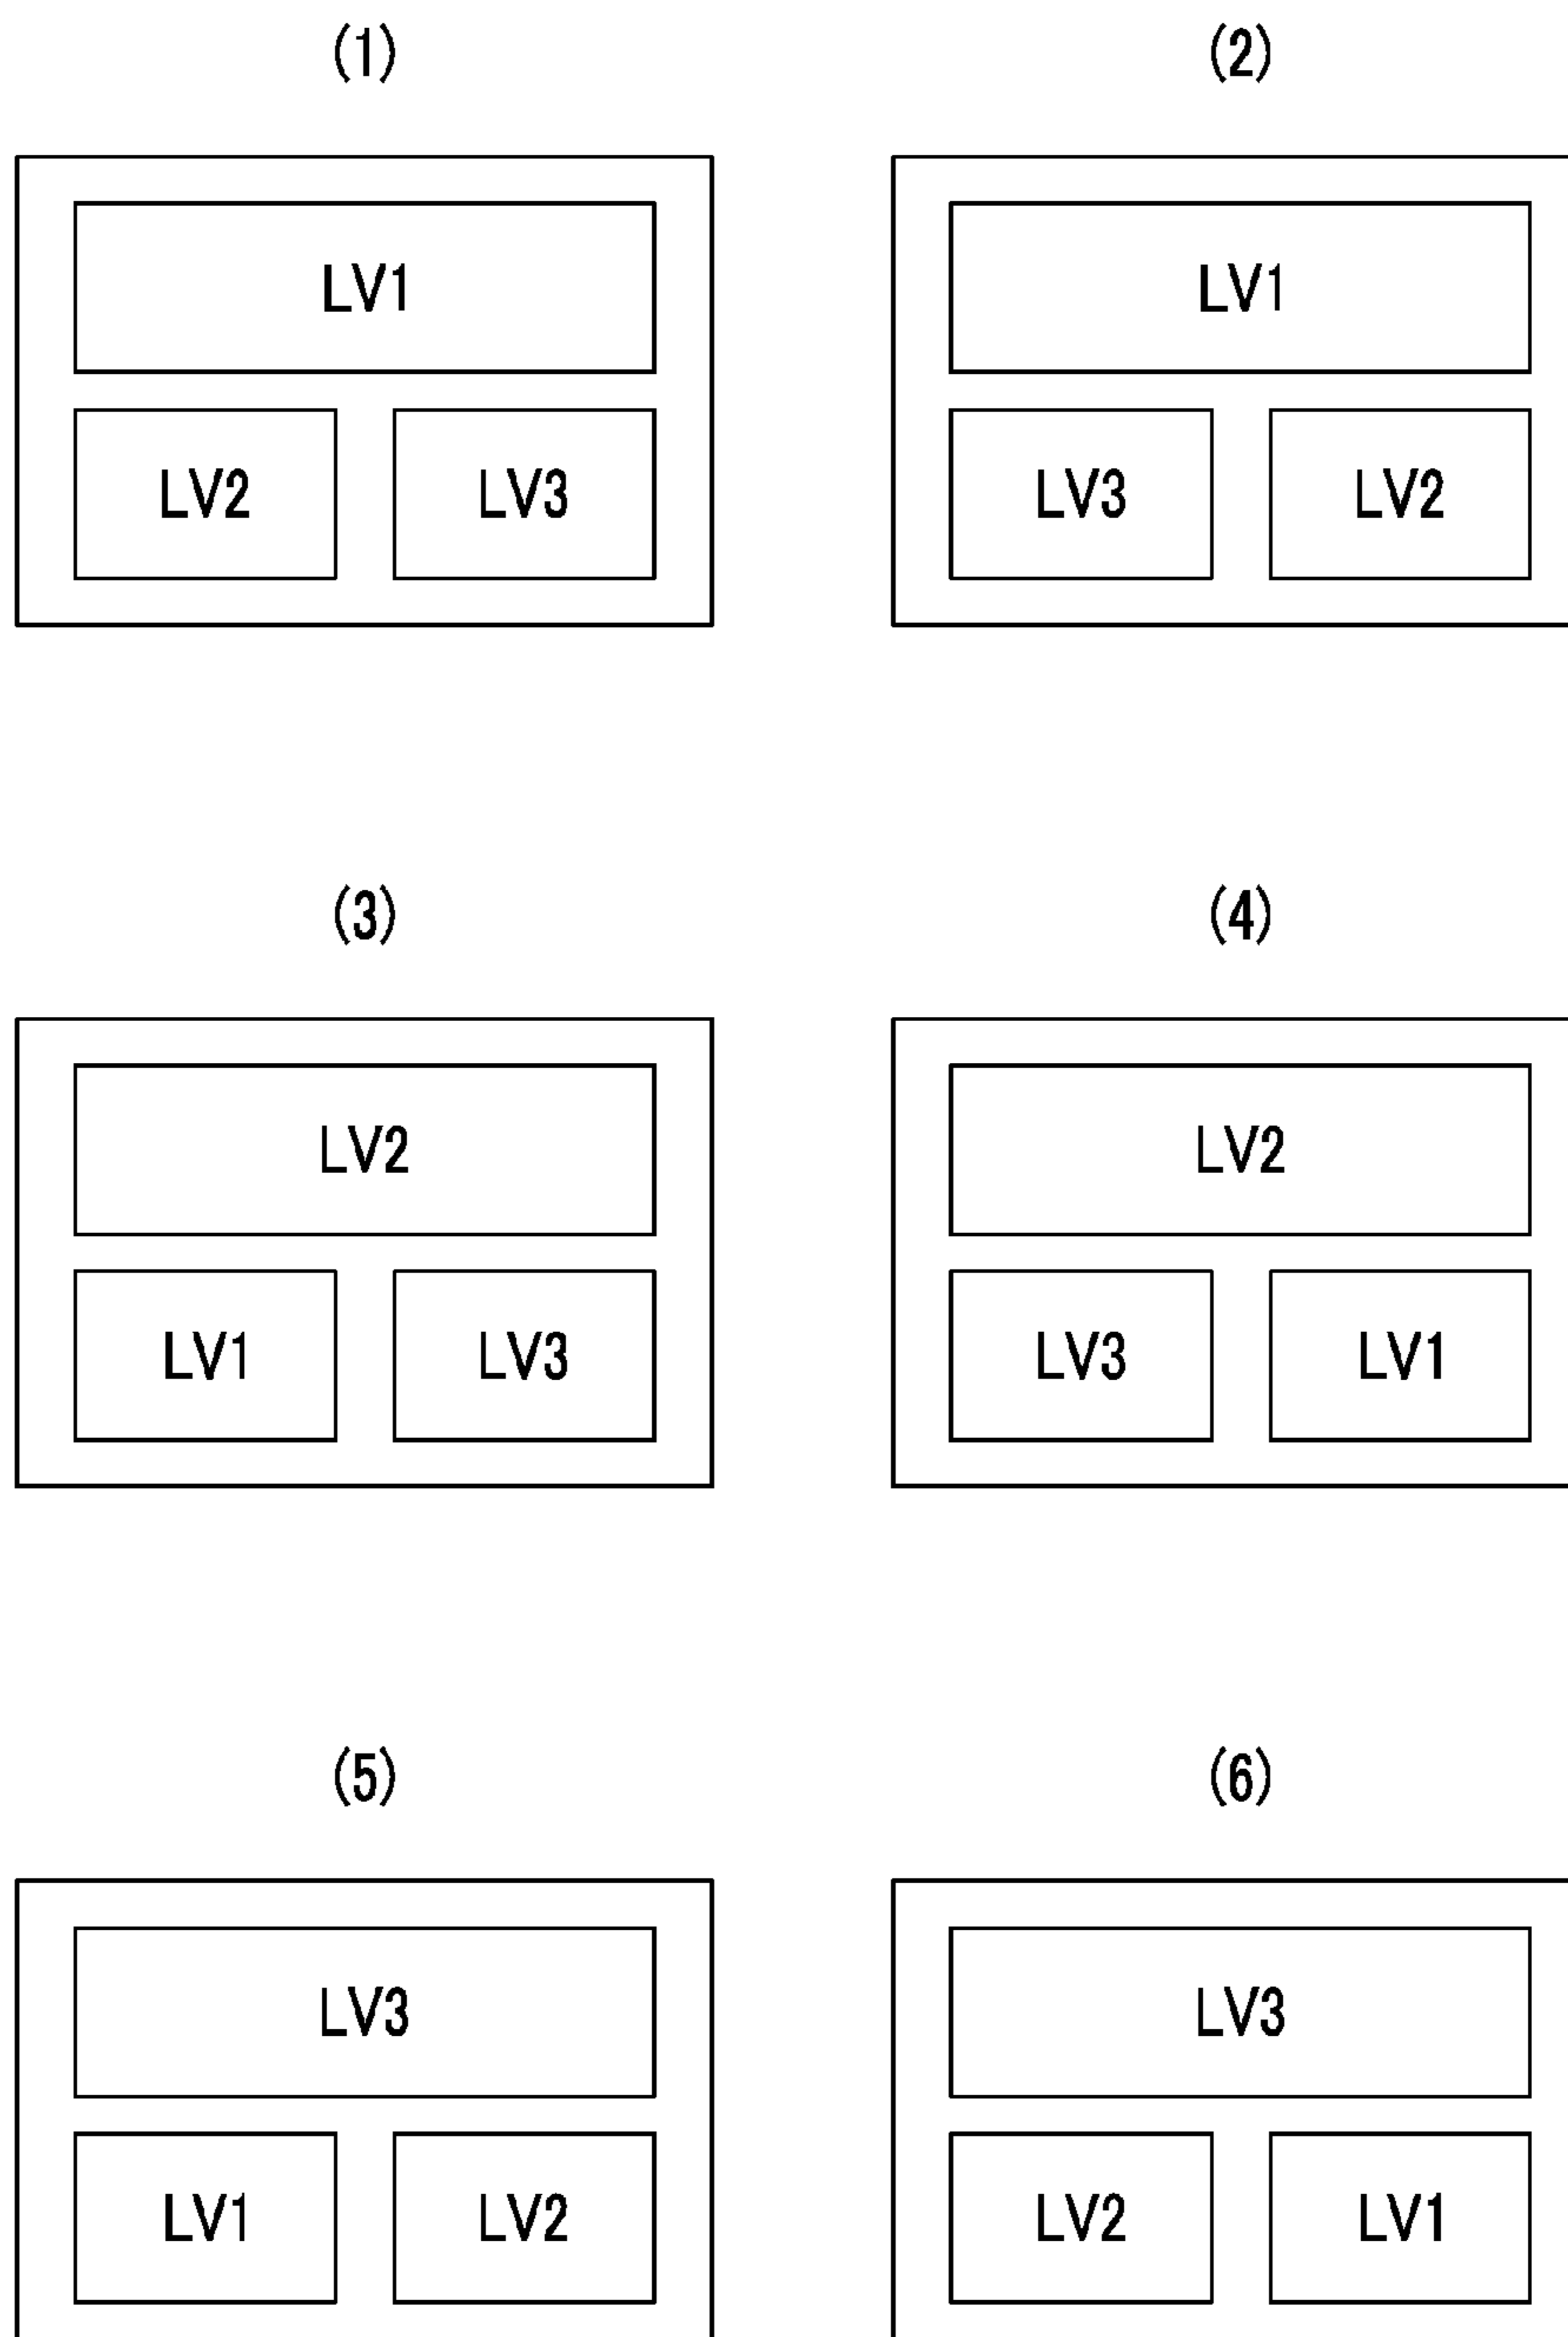 (1) (2)
LV1 LV1
LV2 LV3 LV3 LV2
(3) (4)
LV2 LV2
LV1 LV3 LV3 LV1
(5) (6)
LV3 LV3
LV1 LV2 LV2 LV1